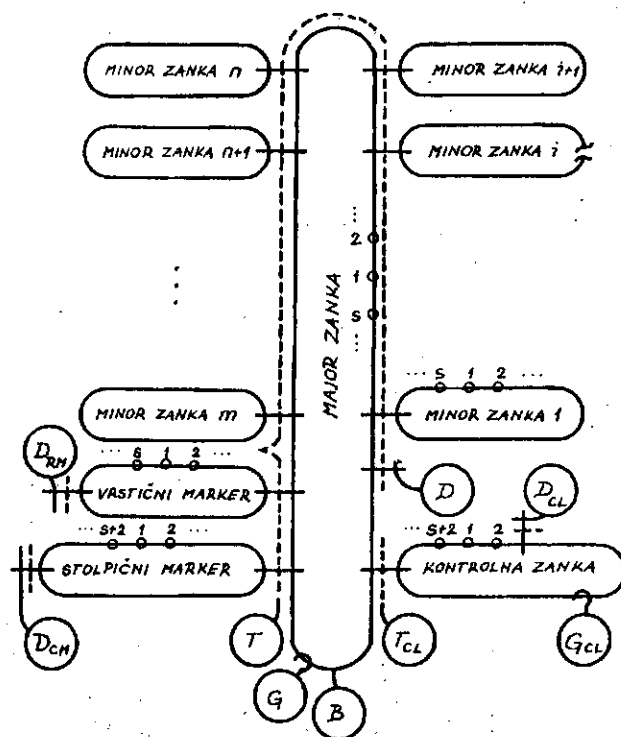 MINOR ZANKA n
MINOR ZANKA i+1
MINOR ZANKA n+1
MINOR ZANKA i
MAJOR ZANKA
...
2
1
S
...
... S 1 2 ...
MINOR ZANKA m
MINOR ZANKA 1
D_RM
... S 1 2 ...
VRSTIČNI MARKER
D
D_CL
... S+2 1 2 ...
... S+2 1 2
STOLPIČNI MARKER
KONTROLNA ZANKA
D_CM
T
T_CL
G_CL
G
B